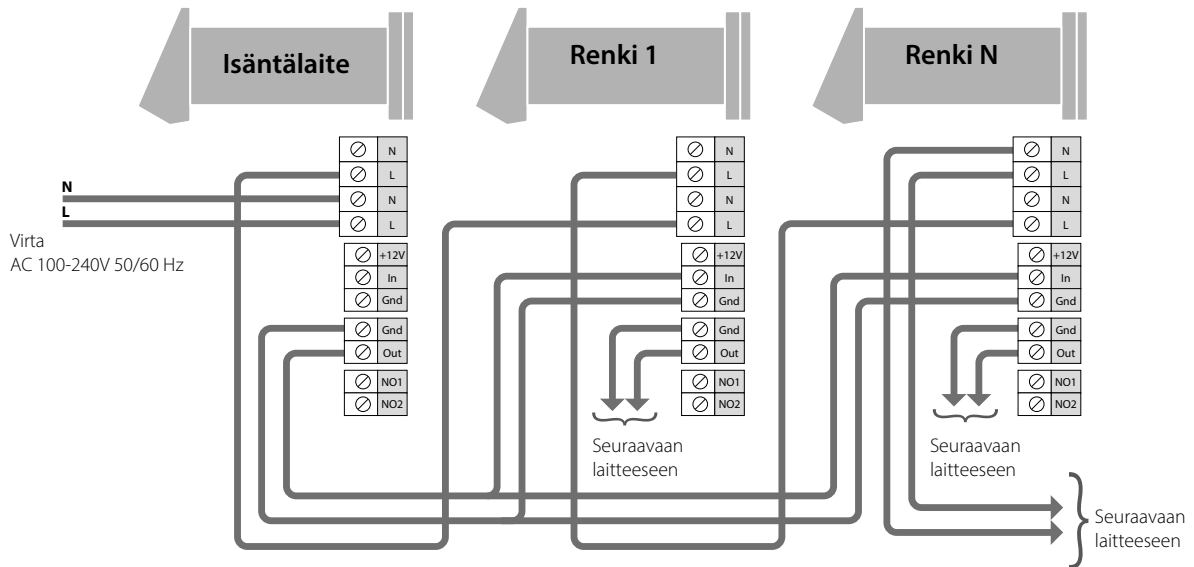 Isäntälaite
Renki 1
Renki N
N
L
Virta
AC 100-240V 50/60 Hz
N
L
N
L
+12V
In
Gnd
Gnd
Out
NO1
NO2
N
L
N
L
+12V
In
Gnd
Gnd
Out
NO1
NO2
Seuraavaan
laitteeseen
N
L
N
L
+12V
In
Gnd
Gnd
Out
NO1
NO2
Seuraavaan
laitteeseen
Seuraavaan
laitteeseen